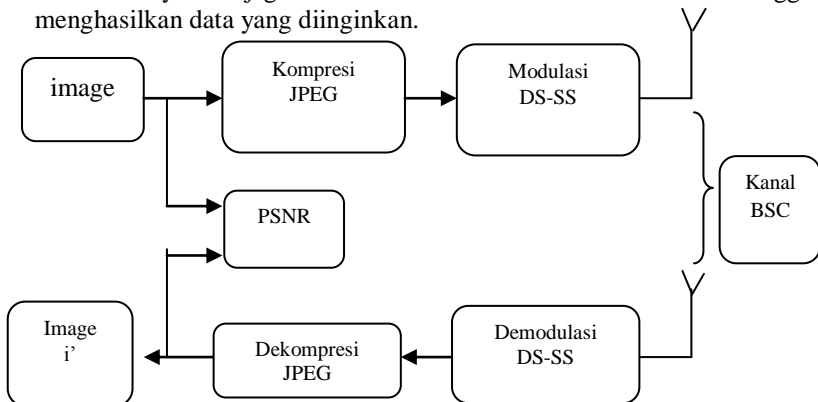 menghasilkan data yang diinginkan.
image
Kompresi
JPEG
Modulasi
DS-SS
PSNR
Kanal
BSC
Image
i’
Dekompresi
JPEG
Demodulasi
DS-SS